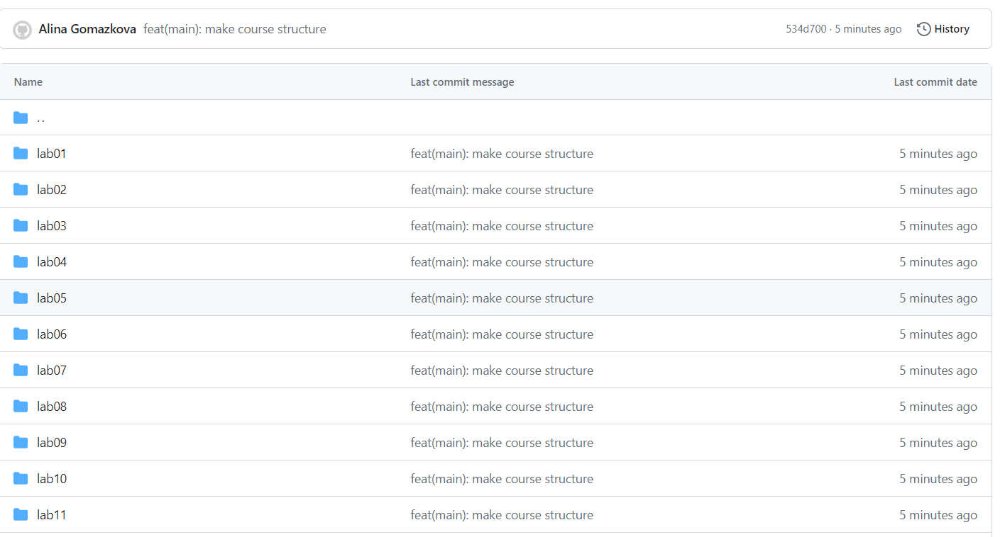 Alina Gomazkova feat(main): make course structure 534d700 · 5 minutes ago History
Name Last commit message Last commit date
..
lab01 feat(main): make course structure 5 minutes ago
lab02 feat(main): make course structure 5 minutes ago
lab03 feat(main): make course structure 5 minutes ago
lab04 feat(main): make course structure 5 minutes ago
lab05 feat(main): make course structure 5 minutes ago
lab06 feat(main): make course structure 5 minutes ago
lab07 feat(main): make course structure 5 minutes ago
lab08 feat(main): make course structure 5 minutes ago
lab09 feat(main): make course structure 5 minutes ago
lab10 feat(main): make course structure 5 minutes ago
lab11 feat(main): make course structure 5 minutes ago